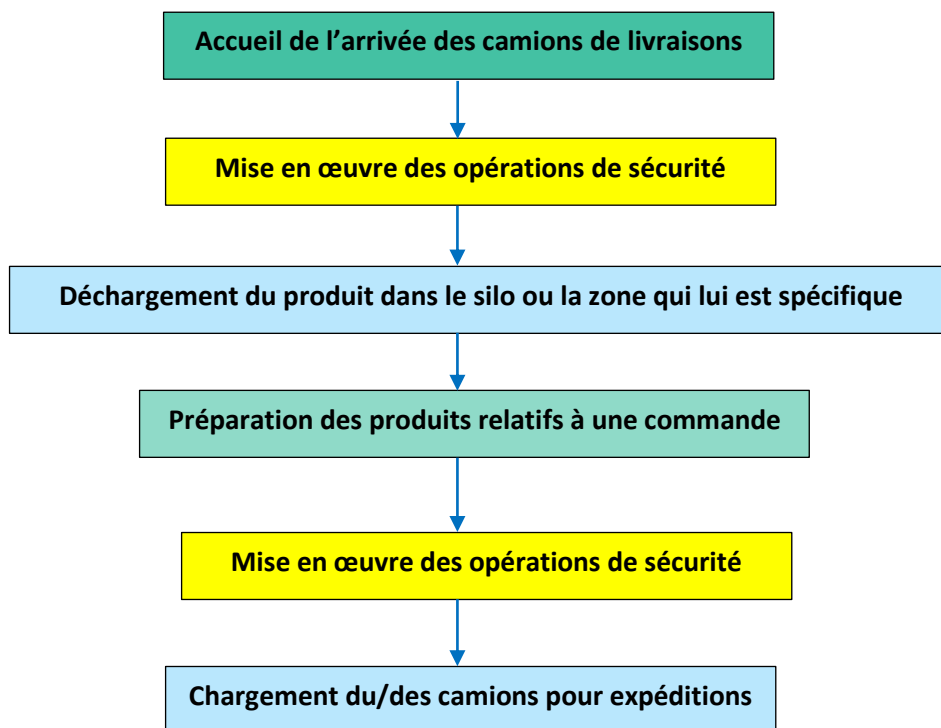 Accueil de l’arrivée des camions de livraisons
Mise en œuvre des opérations de sécurité
Déchargement du produit dans le silo ou la zone qui lui est spécifique
Préparation des produits relatifs à une commande
Mise en œuvre des opérations de sécurité
Chargement du/des camions pour expéditions